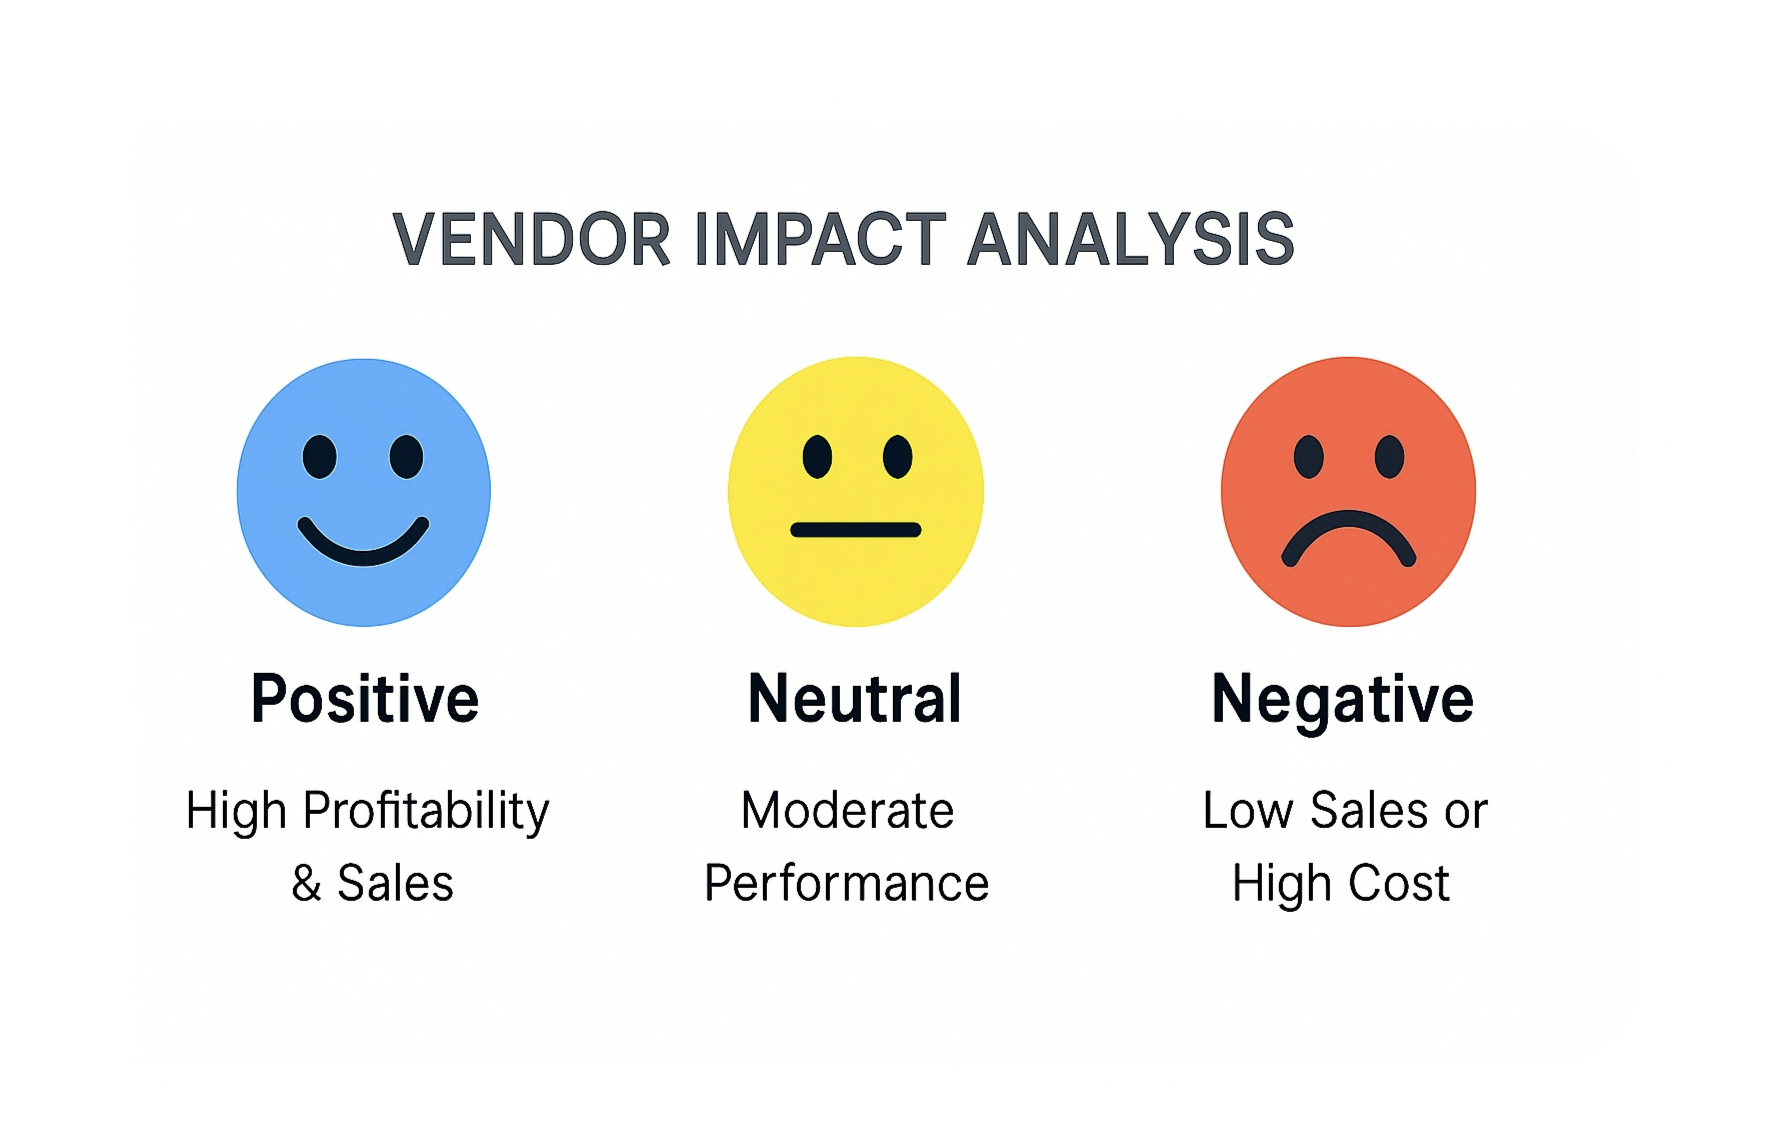 VENDOR IMPACT ANALYSIS
Positive
High Profitability
& Sales
Neutral
Moderate
Performance
Negative
Low Sales or
High Cost